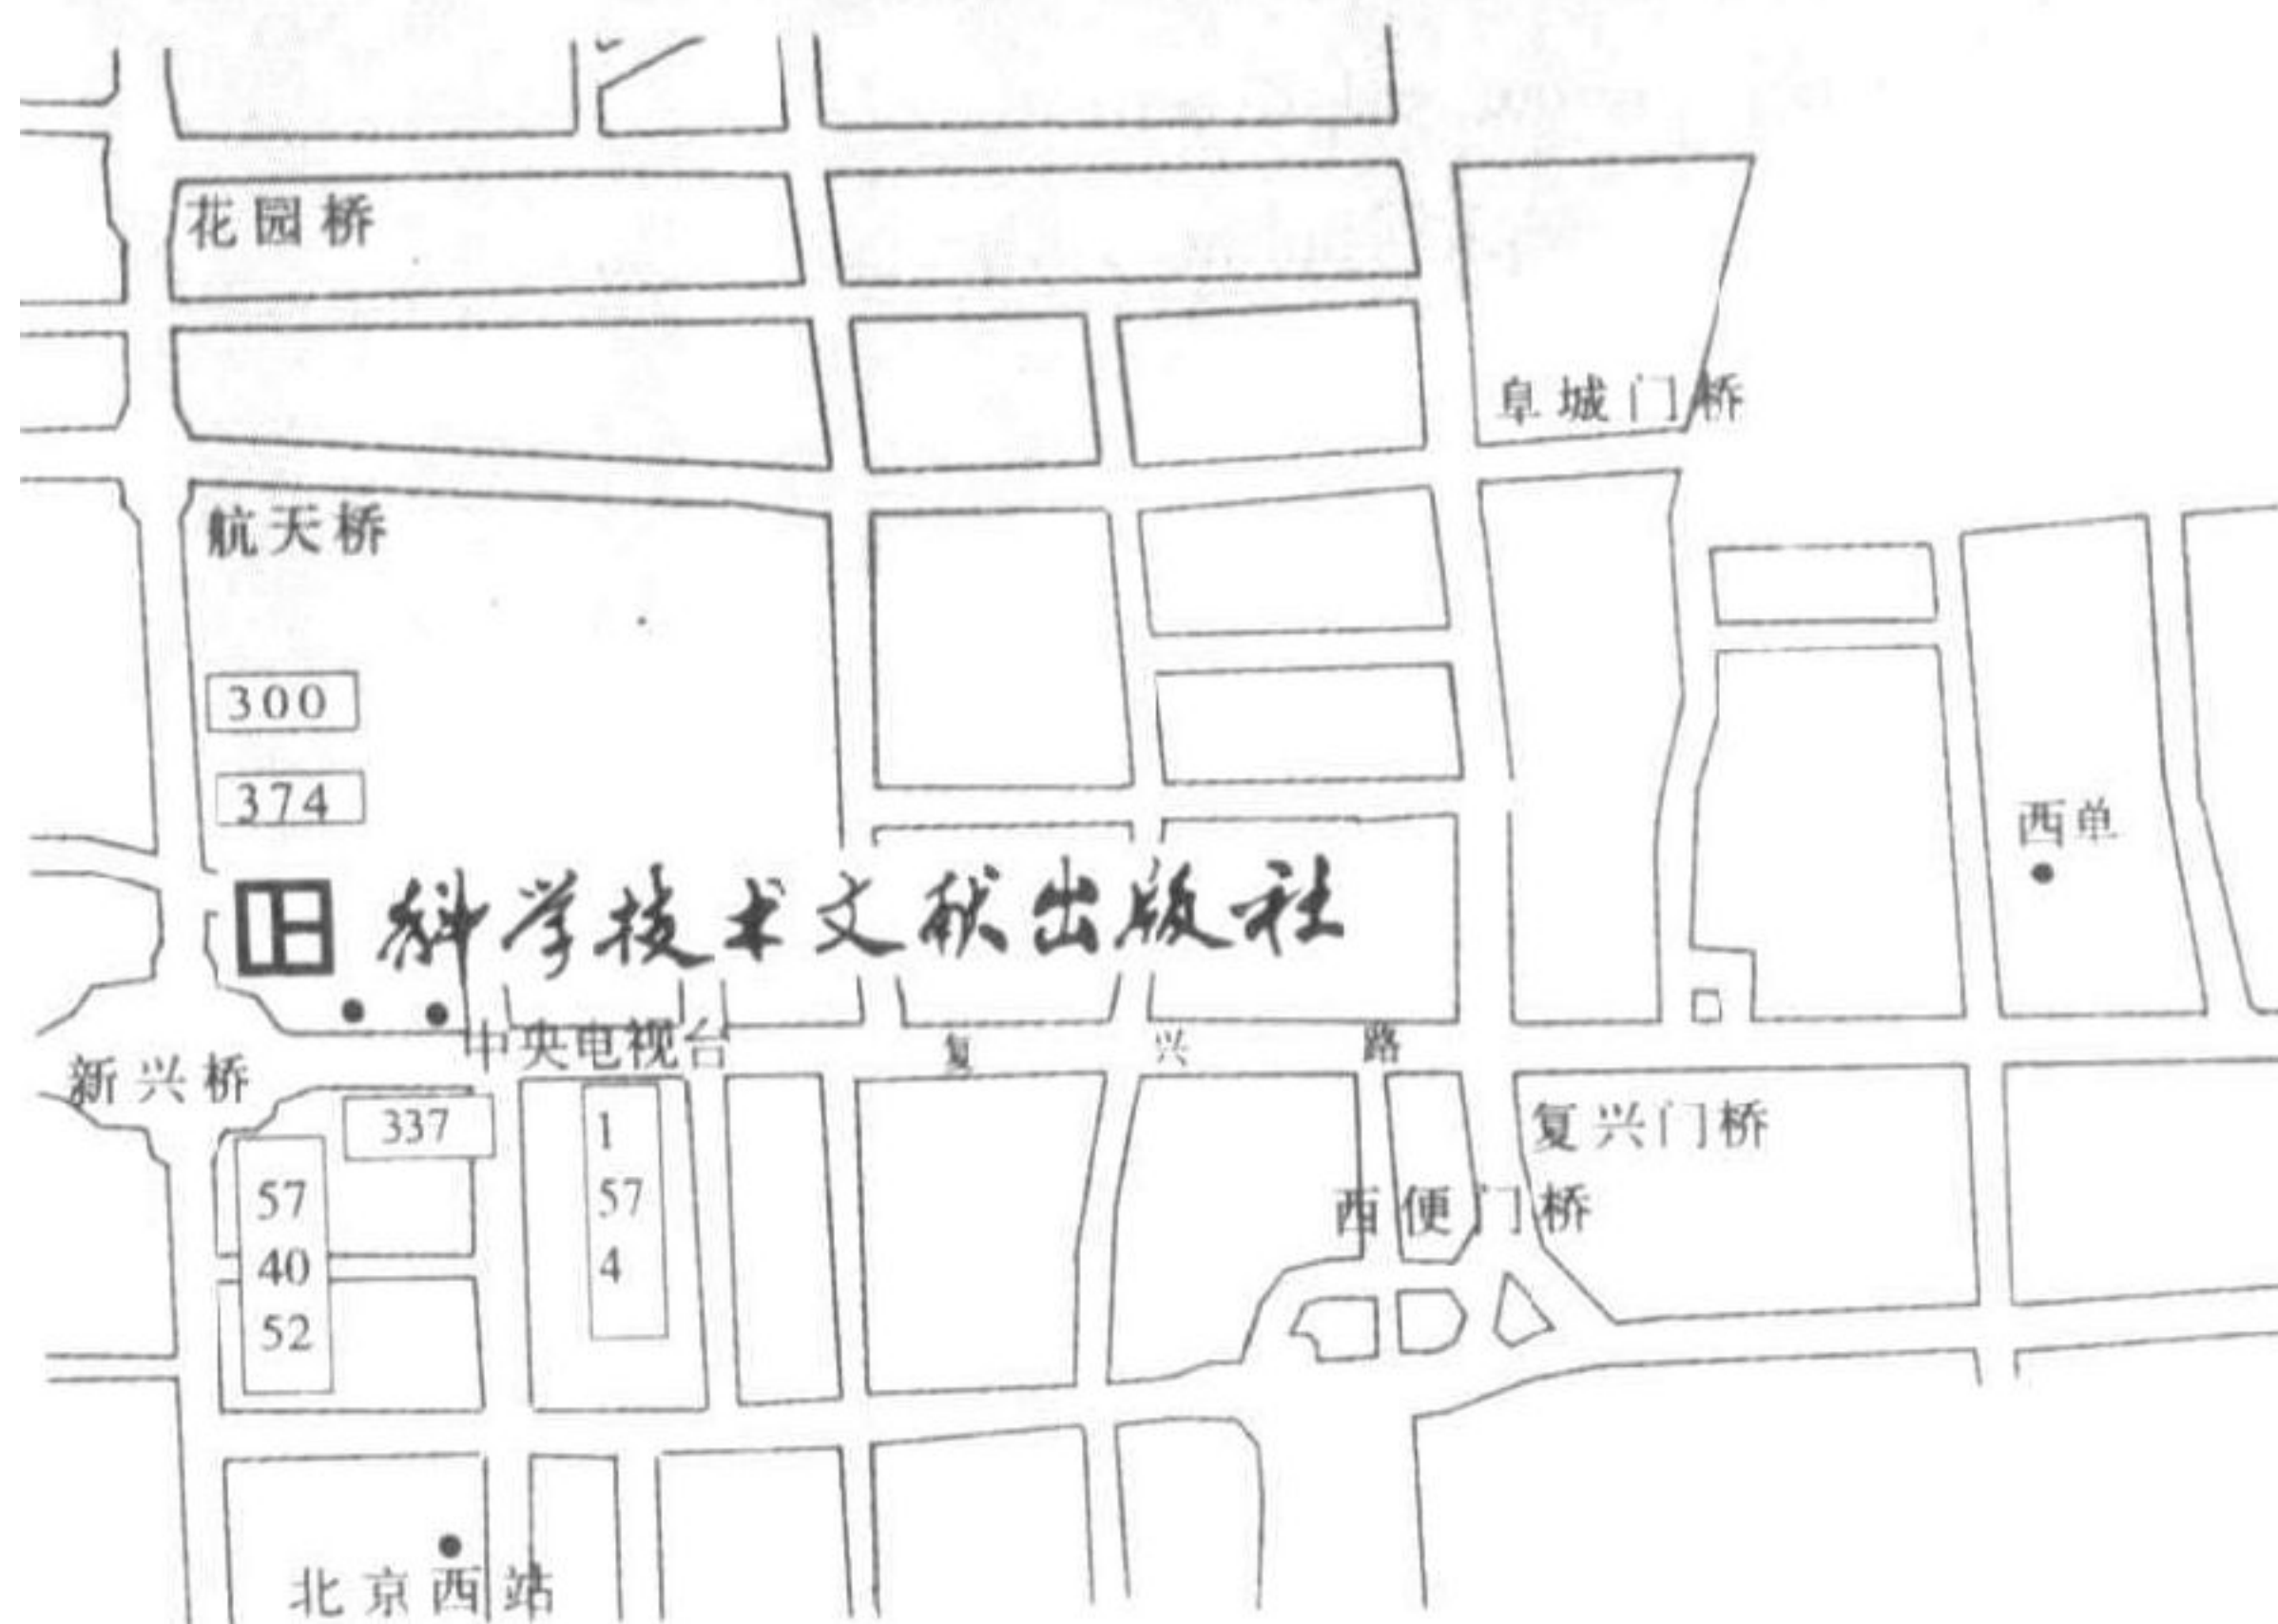 花园桥
阜城门桥
航天桥
300
374
西单
科学技术文献出版社
中央电视台
复兴路
新兴桥
337
1
57
4
复兴门桥
57
40
52
西便门桥
北京西站